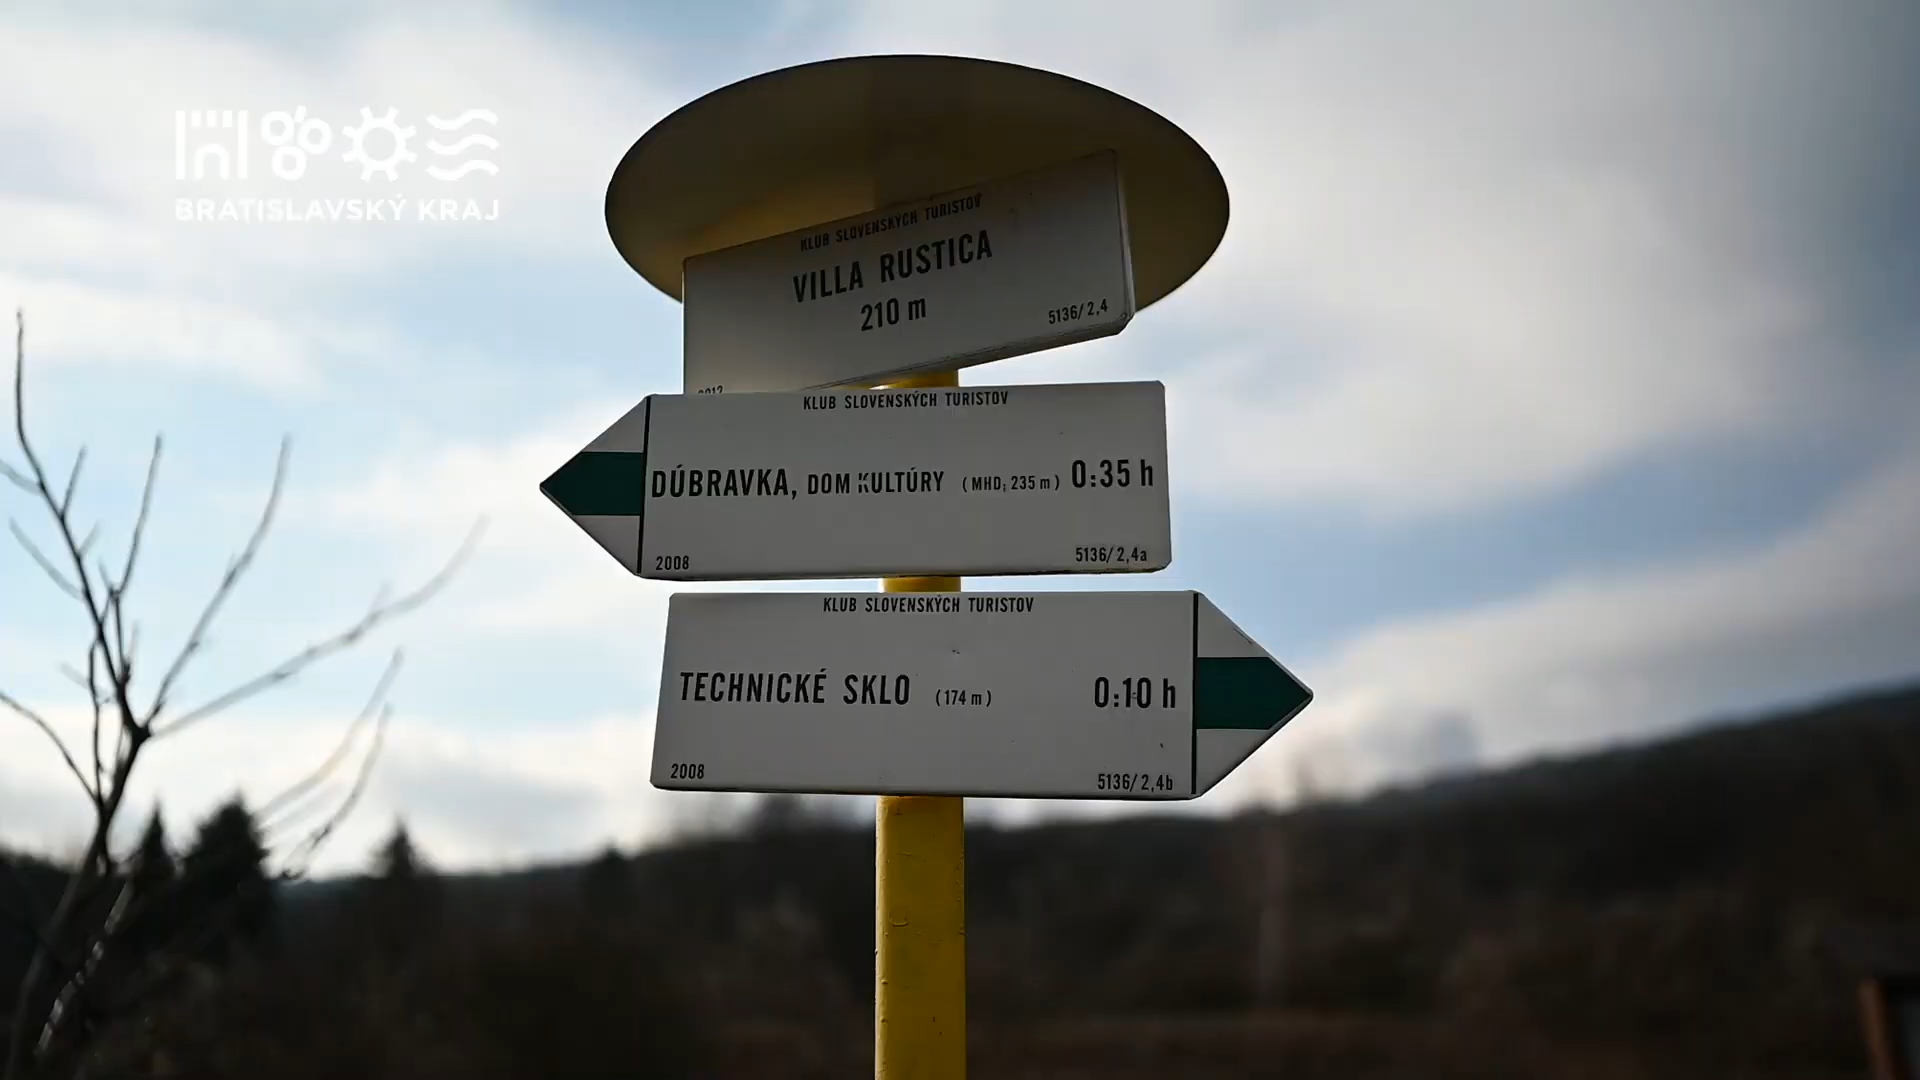 BRATISLAVSKÝ KRAJ
KLUB SLOVENSKÝCH TURISTOV
VILLA RUSTICA
210 m
5136/2,4
2012
KLUB SLOVENSKÝCH TURISTOV
DÚBRAVKA, DOM KULTÚRY (MHD; 235 m) 0:35 h
2008 5136/2,4a
KLUB SLOVENSKÝCH TURISTOV
TECHNICKÉ SKLO (174 m) 0:10 h
2008 5136/2,4b